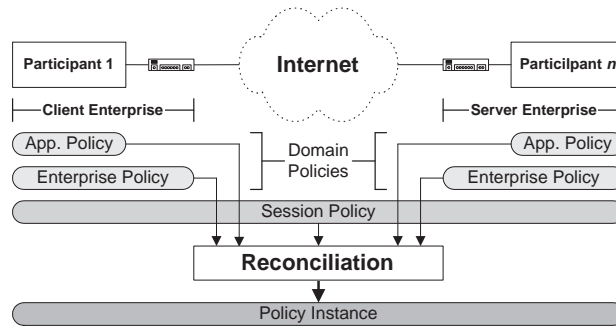 Participant 1
Internet
Particilpant n
Client Enterprise
Server Enterprise
App. Policy
Domain
Policies
App. Policy
Enterprise Policy
Enterprise Policy
Session Policy
Reconciliation
Policy Instance